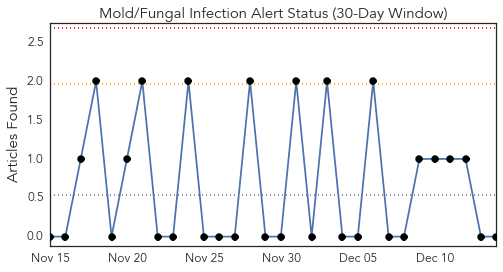 Mold/Fungal Infection Alert Status (30-Day Window)
Articles Found
2.5
2.0
1.5
1.0
0.5
0.0
Nov 15 Nov 20 Nov 25 Nov 30 Dec 05 Dec 10